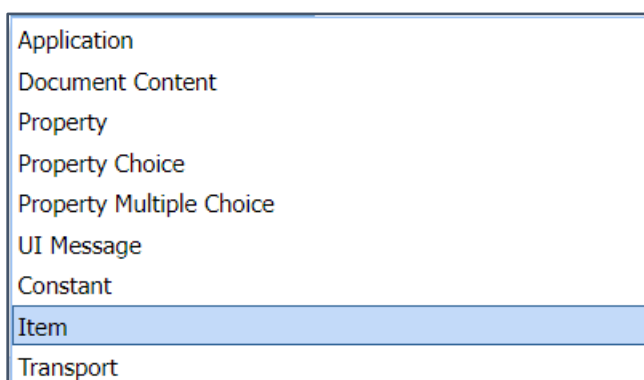 Application
Document Content
Property
Property Choice
Property Multiple Choice
UI Message
Constant
Item
Transport